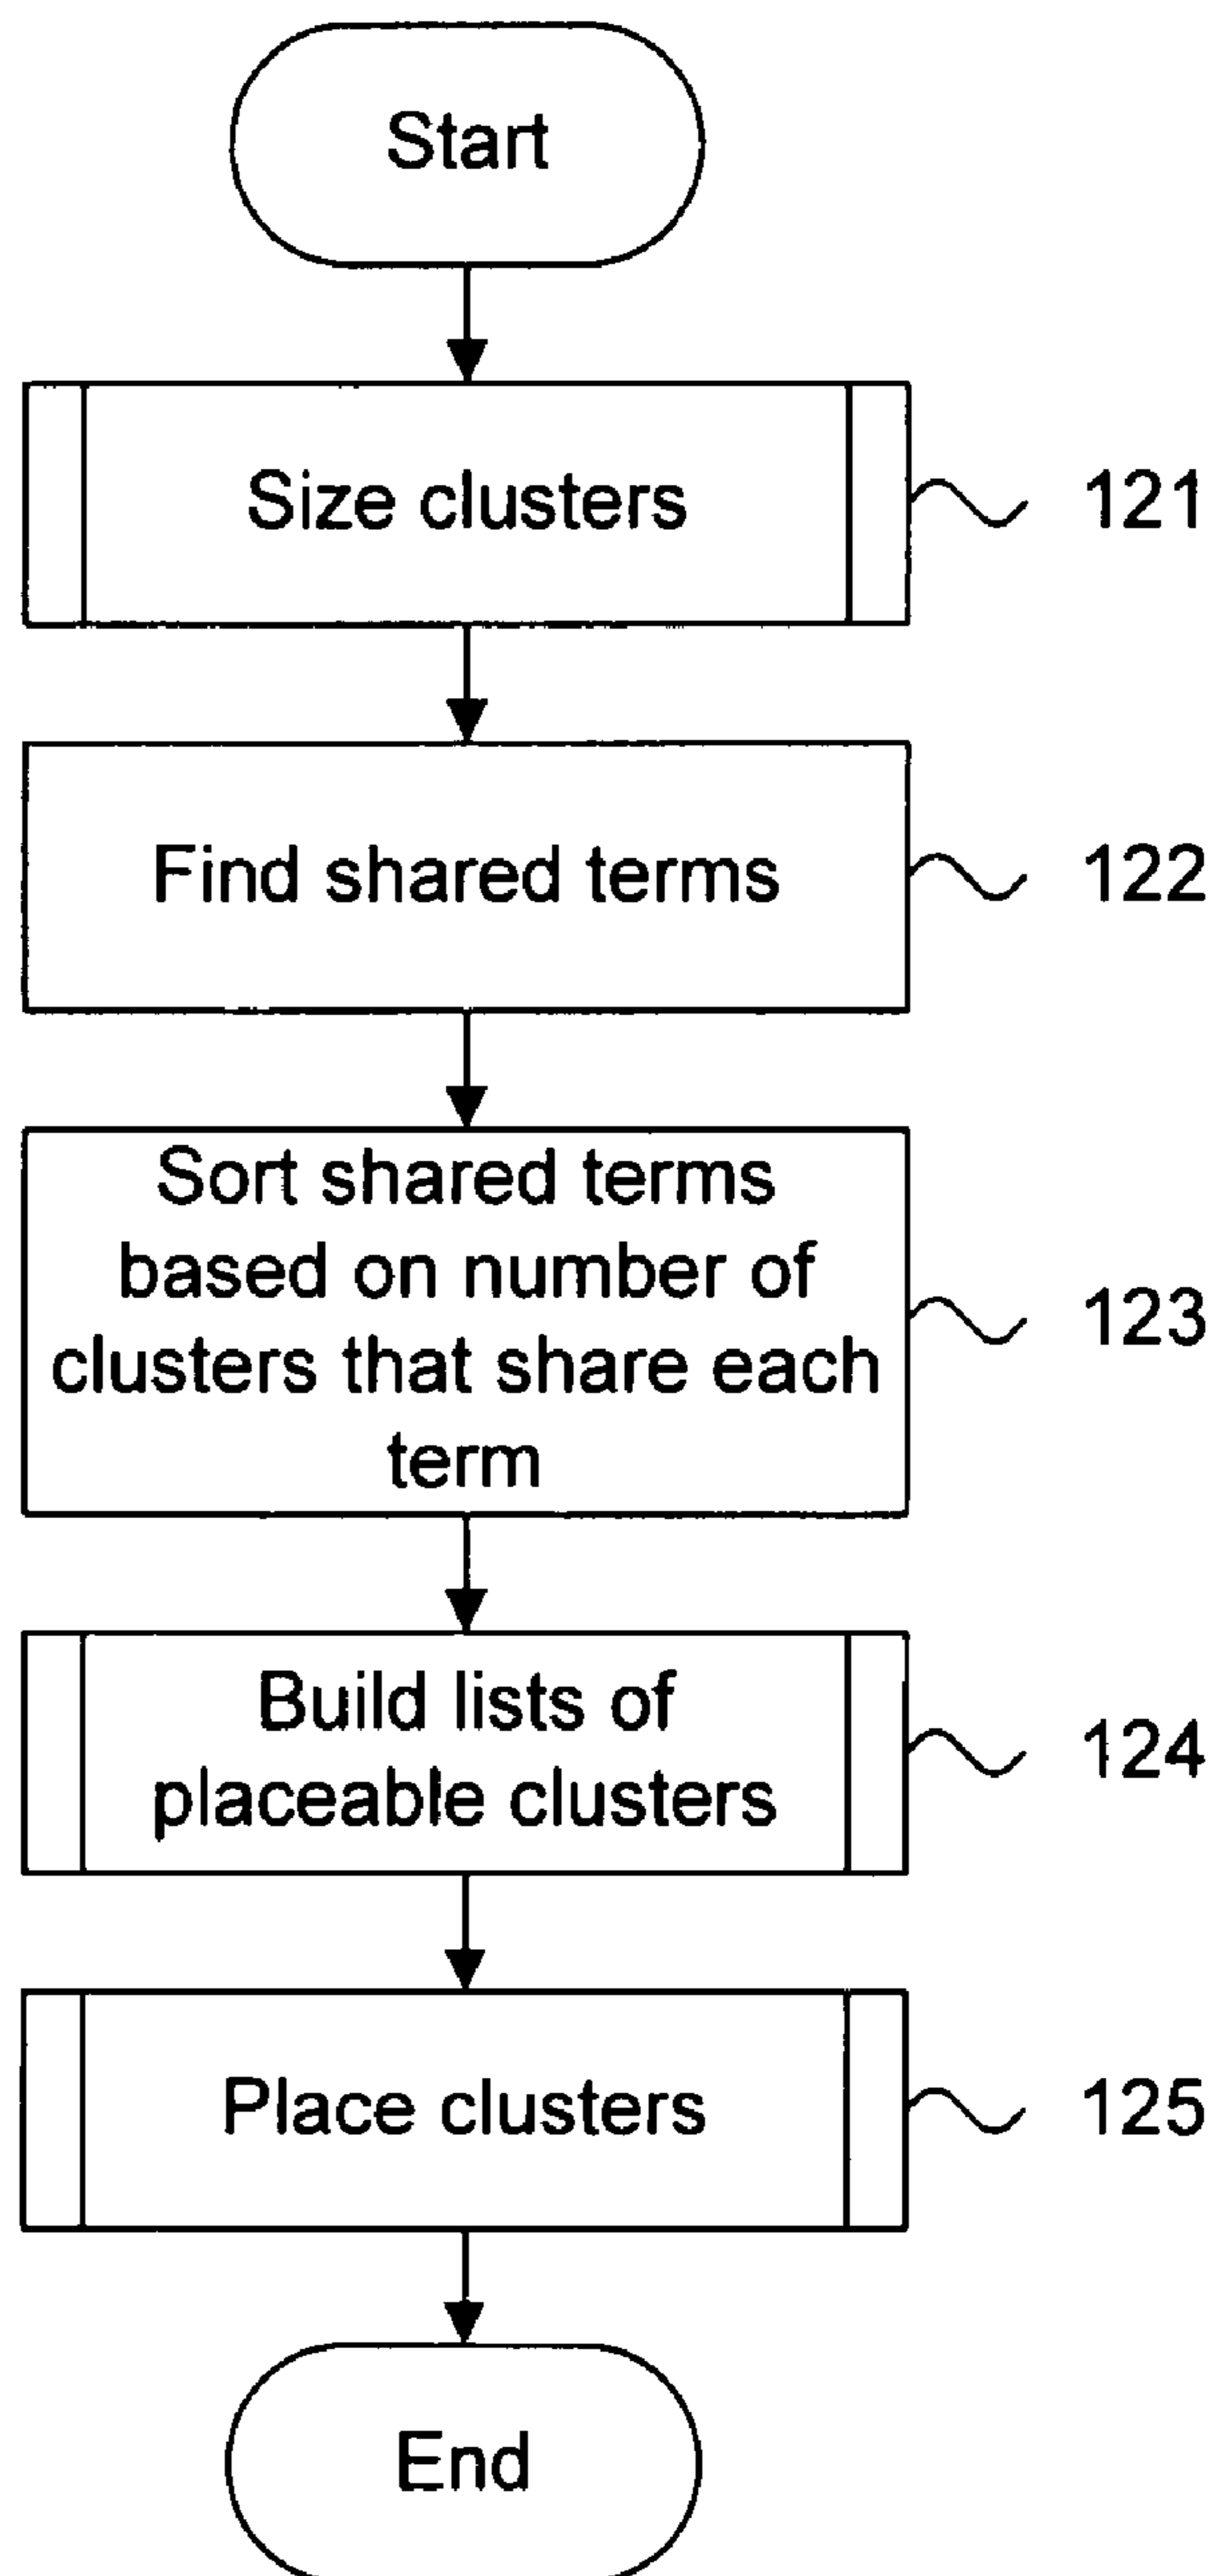 Start
Size clusters
121
Find shared terms
122
Sort shared terms
based on number of
clusters that share each
term
123
Build lists of
placeable clusters
124
Place clusters
125
End